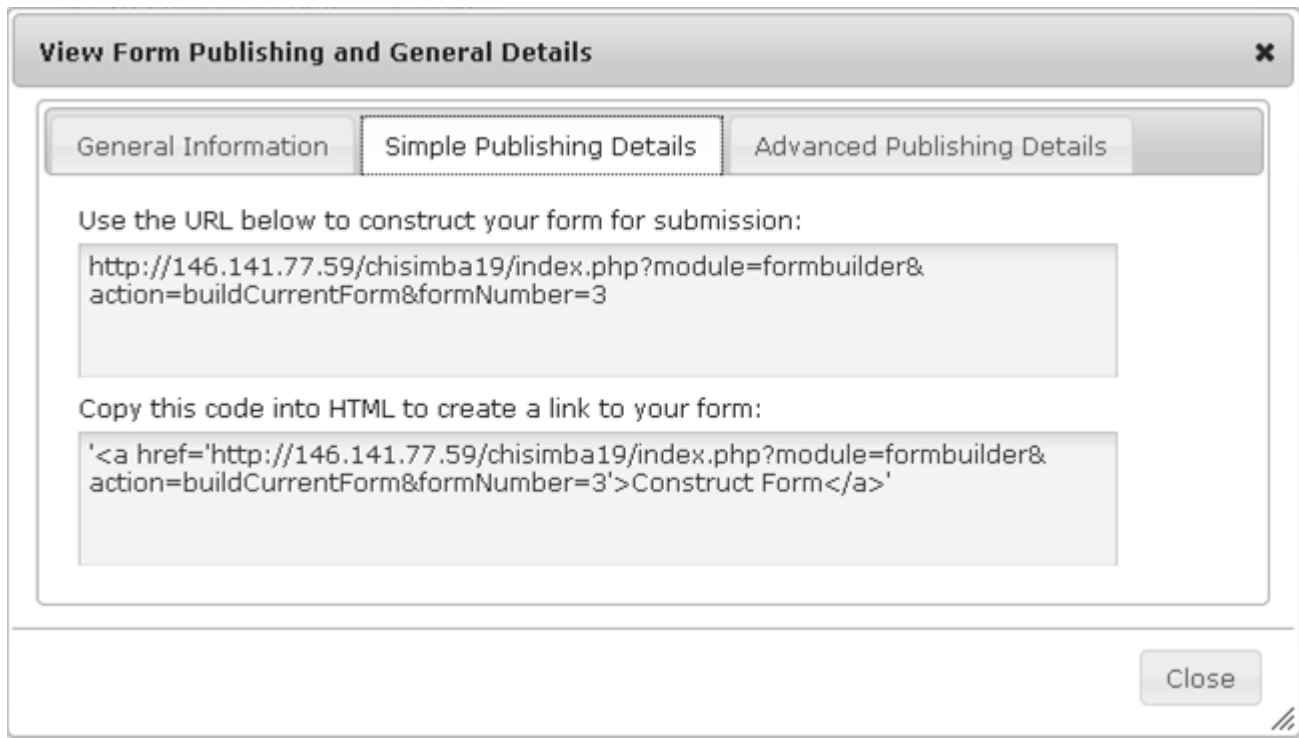 View Form Publishing and General Details
General Information
Simple Publishing Details
Advanced Publishing Details
Use the URL below to construct your form for submission:
http://146.141.77.59/chisimba19/index.php?module=formbuilder&
action=buildCurrentForm&formNumber=3
Copy this code into HTML to create a link to your form:
'<a href='http://146.141.77.59/chisimba19/index.php?module=formbuilder&
action=buildCurrentForm&formNumber=3'>Construct Form</a>'
Close